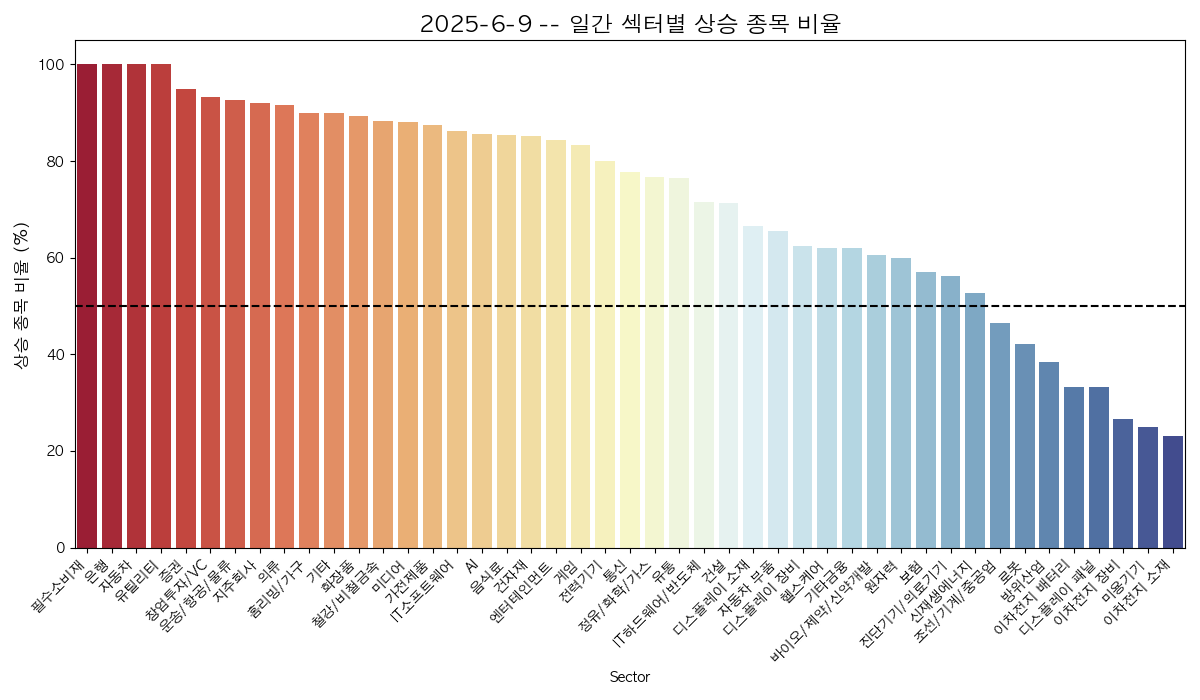 2025-6-9 -- 일간 섹터별 상승 종목 비율
상승 종목 비율 (%)
100
80
60
40
20
0
필수소비재
은행
자동차
유틸리티
증권
창업투자/VC
운송/항공/물류
지주회사
의류
홈리빙/가구
기타
화장품
철강/비철금속
미디어
가전제품
IT소프트웨어
AI
음식료
건자재
엔터테인먼트
게임
전력기기
통신
정유/화학/가스
유통
IT하드웨어/반도체
건설
디스플레이 소재
자동차 부품
디스플레이 장비
헬스케어
기타금융
바이오/제약/신약개발
원자력
보험
진단기기/의료기기
신재생에너지
조선/기계/중공업
로봇
방위산업
이차전지 배터리
디스플레이 패널
이차전지 장비
미용기기
이차전지 소재
Sector